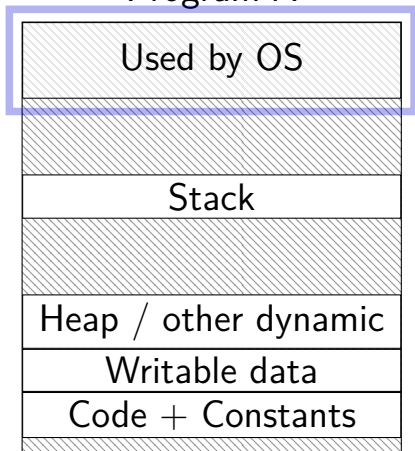 Used by OS
Stack
Heap / other dynamic
Writable data
Code + Constants